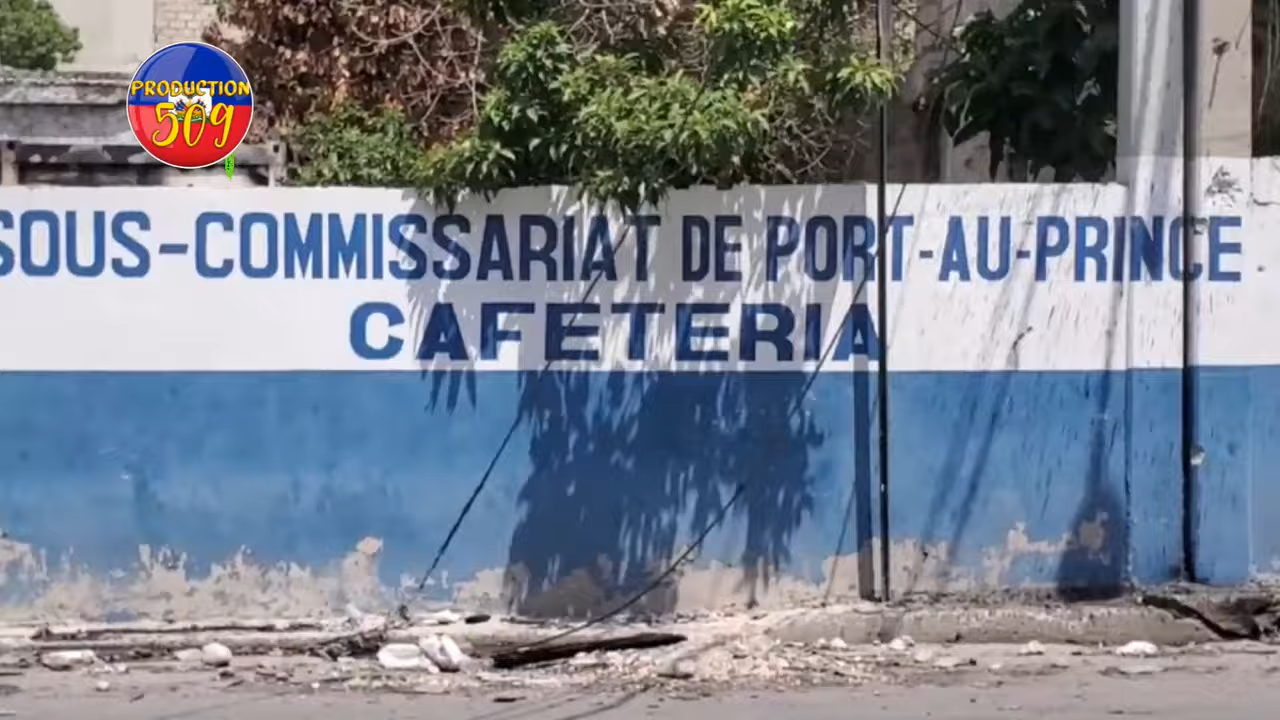 PRODUCTION
509
SOUS-COMMISSARIAT DE PORT-AU-PRINCE
CAFETERIA